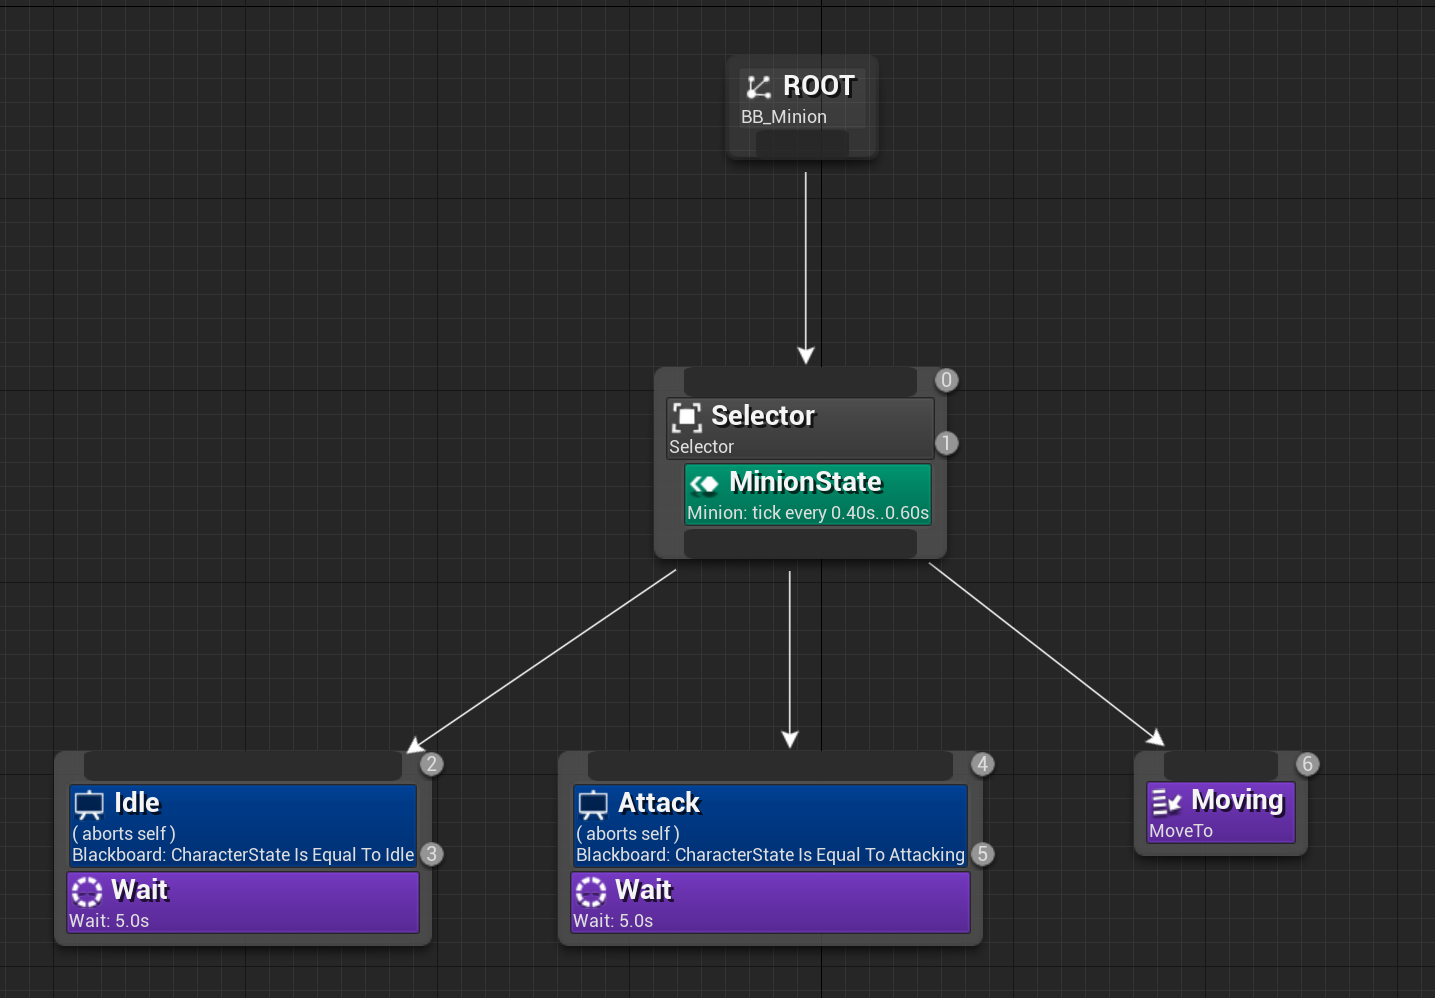 ROOT
BB_Minion
0
Selector
1
Selector
MinionState
Minion: tick every 0.40s..0.60s
2
Idle
( aborts self )
Blackboard: CharacterState Is Equal To Idle
3
Wait
Wait: 5.0s
4
Attack
( aborts self )
Blackboard: CharacterState Is Equal To Attacking
5
Wait
Wait: 5.0s
6
Moving
MoveTo